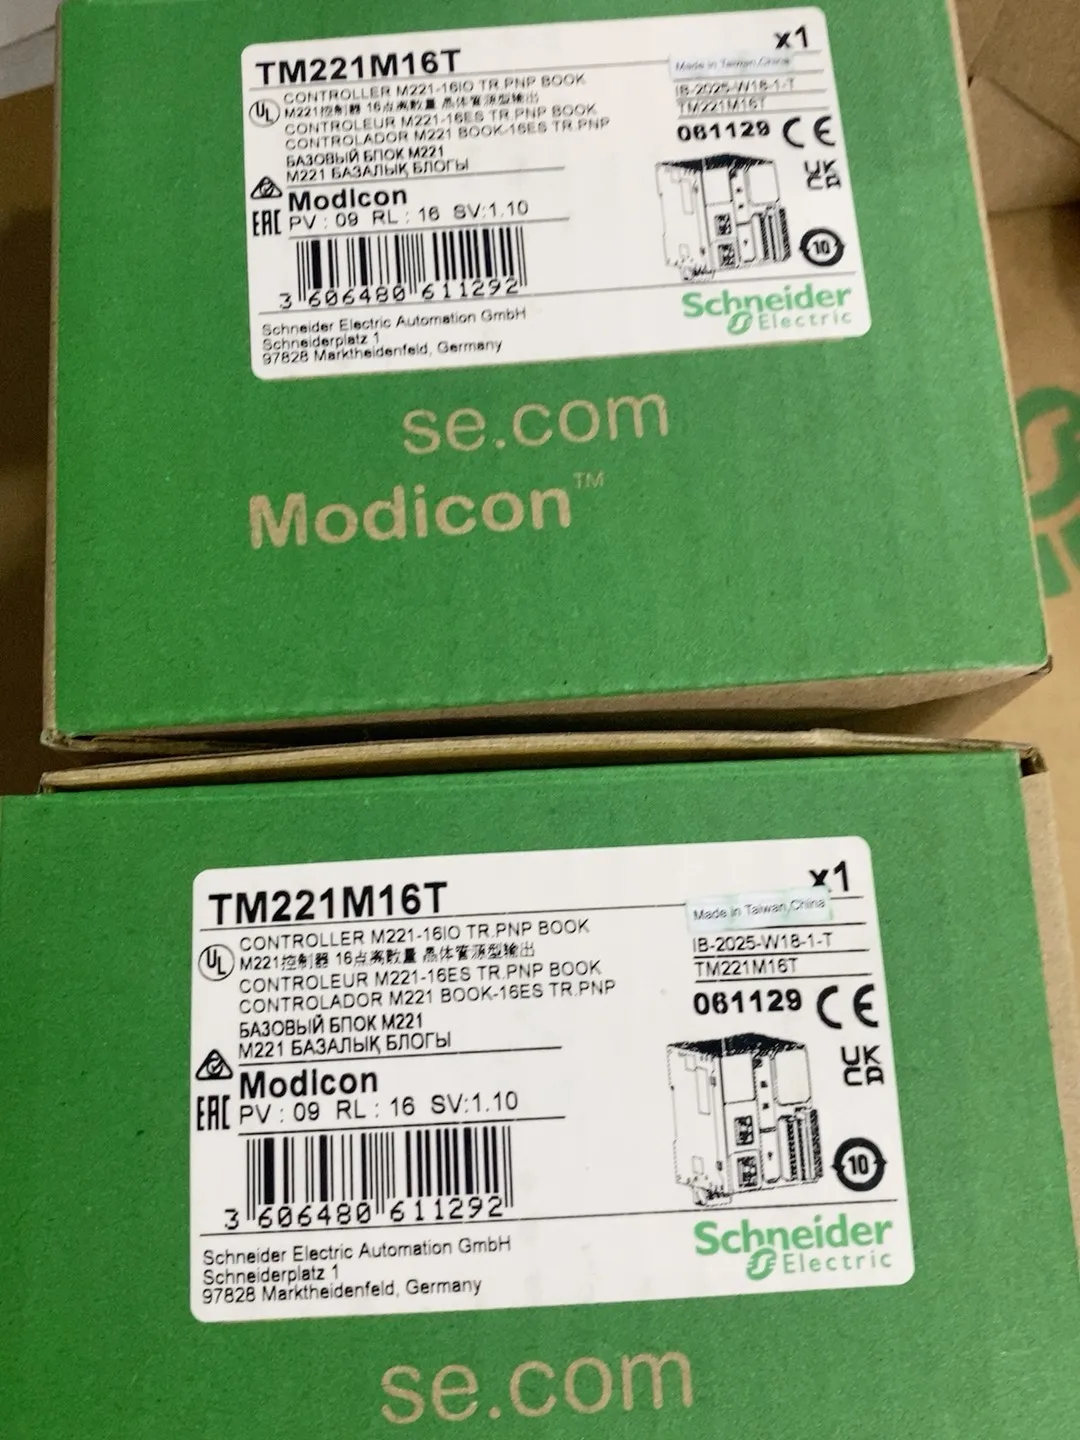 TM221M16T
x1
CONTROLLER M221-16IO TR.PNP BOOK
M221控制器 16点离散量 晶体管源型输出
CONTROLEUR M221-16ES TR.PNP BOOK
CONTROLADOR M221 BOOK-16ES TR.PNP
БАЗОВЫЙ БПОК M221
M221 БАЗАЛЫҚ БЛОГЫ
UL
Made in Taiwan,China
IB-2025-W18-1-T
TM221M16T
061129 CE
UK
CA
Modicon
EAC PV : 09 RL : 16 SV:1.10
10
3 606480 611292
Schneider Electric Automation GmbH
Schneiderplatz 1
97828 Marktheidenfeld, Germany
Schneider
Electric
se.com
Modicon™
TM221M16T
x1
CONTROLLER M221-16IO TR.PNP BOOK
M221控制器 16点离散量 晶体管源型输出
CONTROLEUR M221-16ES TR.PNP BOOK
CONTROLADOR M221 BOOK-16ES TR.PNP
БАЗОВЫЙ БПОК M221
M221 БАЗАЛЫҚ БЛОГЫ
UL
Made in Taiwan,China
IB-2025-W18-1-T
TM221M16T
061129 CE
UK
CA
Modicon
EAC PV : 09 RL : 16 SV:1.10
10
3 606480 611292
Schneider Electric Automation GmbH
Schneiderplatz 1
97828 Marktheidenfeld, Germany
Schneider
Electric
se.com